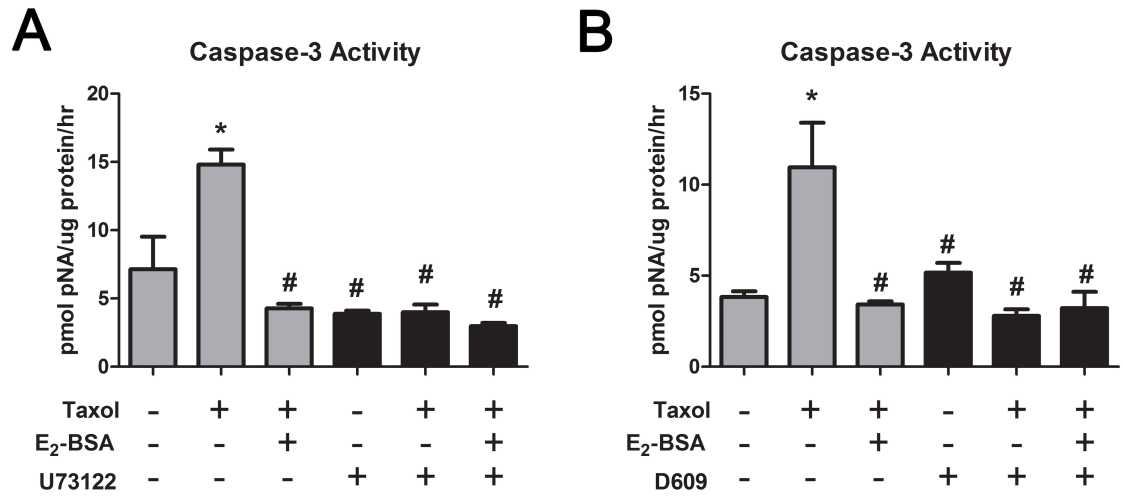 A
Caspase-3 Activity
pmol pNA/ug protein/hr
20
15
10
5
0
*
#
#
#
#
Taxol - + + - + +
E₂-BSA - - + - - +
U73122 - - - + + +
B
Caspase-3 Activity
pmol pNA/ug protein/hr
15
10
5
0
*
#
#
#
#
Taxol - + + - + +
E₂-BSA - - + - - +
D609 - - - + + +